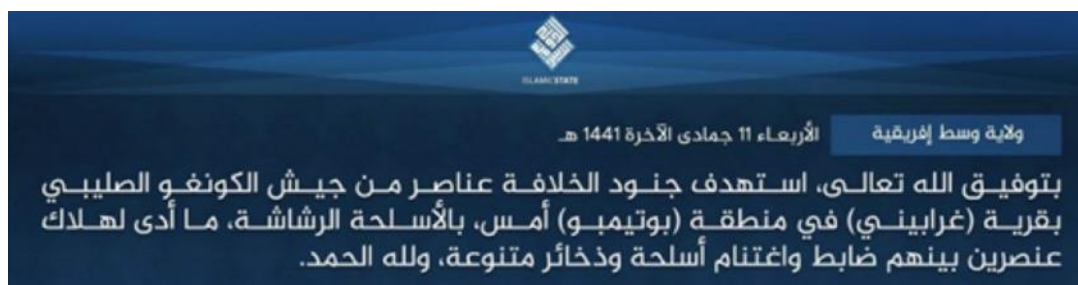 ISLAMIC STATE
ولاية وسط إفريقية الأربعاء 11 جمادى الآخرة 1441 هـ
بتوفيق الله تعالى، استهدف جنود الخلافة عناصر من جيش الكونغو الصليبي
بقرية (غرابيني) في منطقة (بوتيمبو) أمس، بالأسلحة الرشاشة، ما أدى لهلاك
عنصرين بينهم ضابط واغتنام أسلحة وذخائر متنوعة، ولله الحمد.